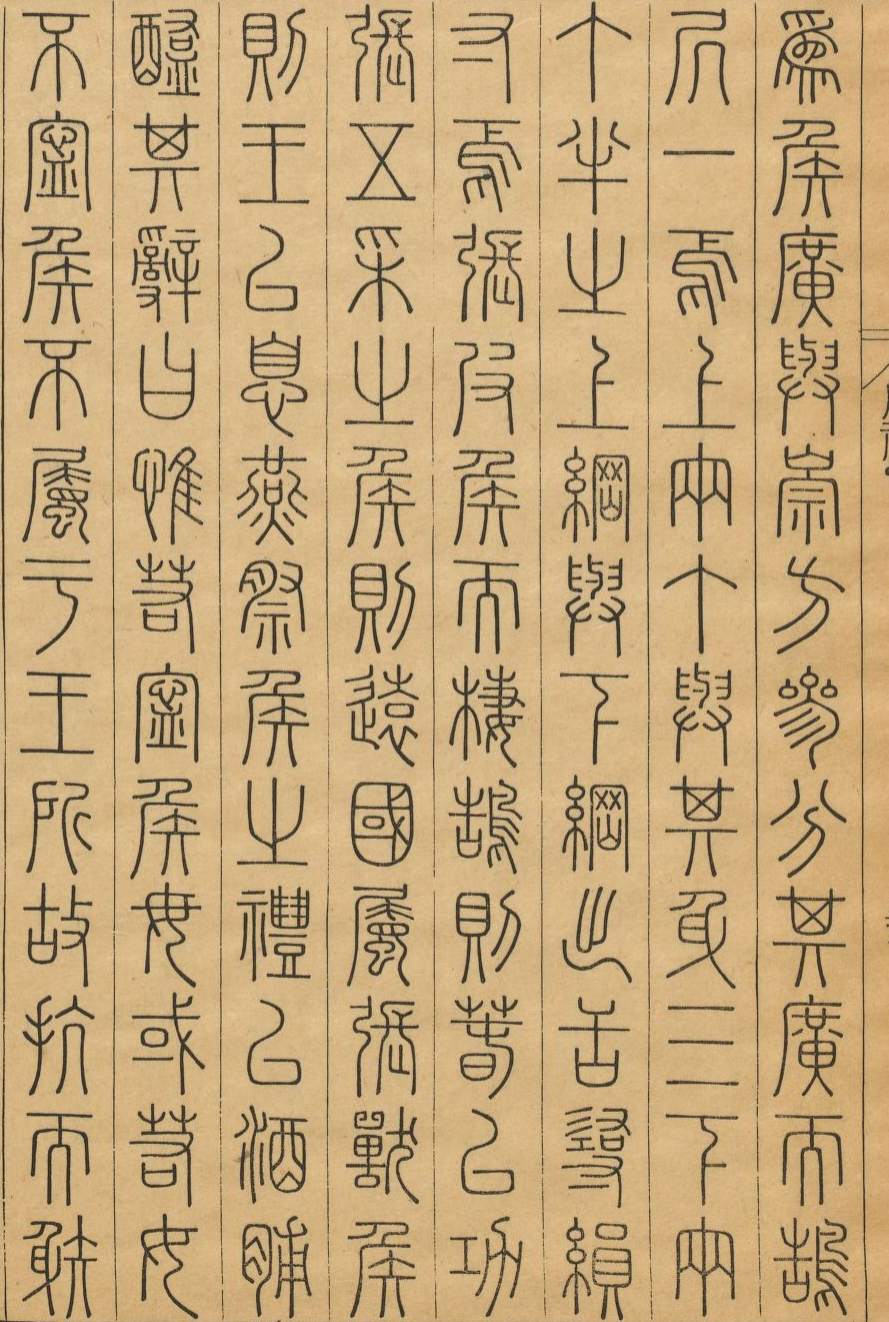 爲侯廣與崇方參分其廣而鵠
凥一焉上兩个與其身三下兩
个半之上綱與下綱出舌尋縜
寸焉張皮侯而棲鵠則春以功
張五采之侯則遠國屬張獸侯
則王以息燕祭侯之禮以酒脯
醢其辭曰惟若寧侯毋或若女
不寧侯不屬于王所故抗而射